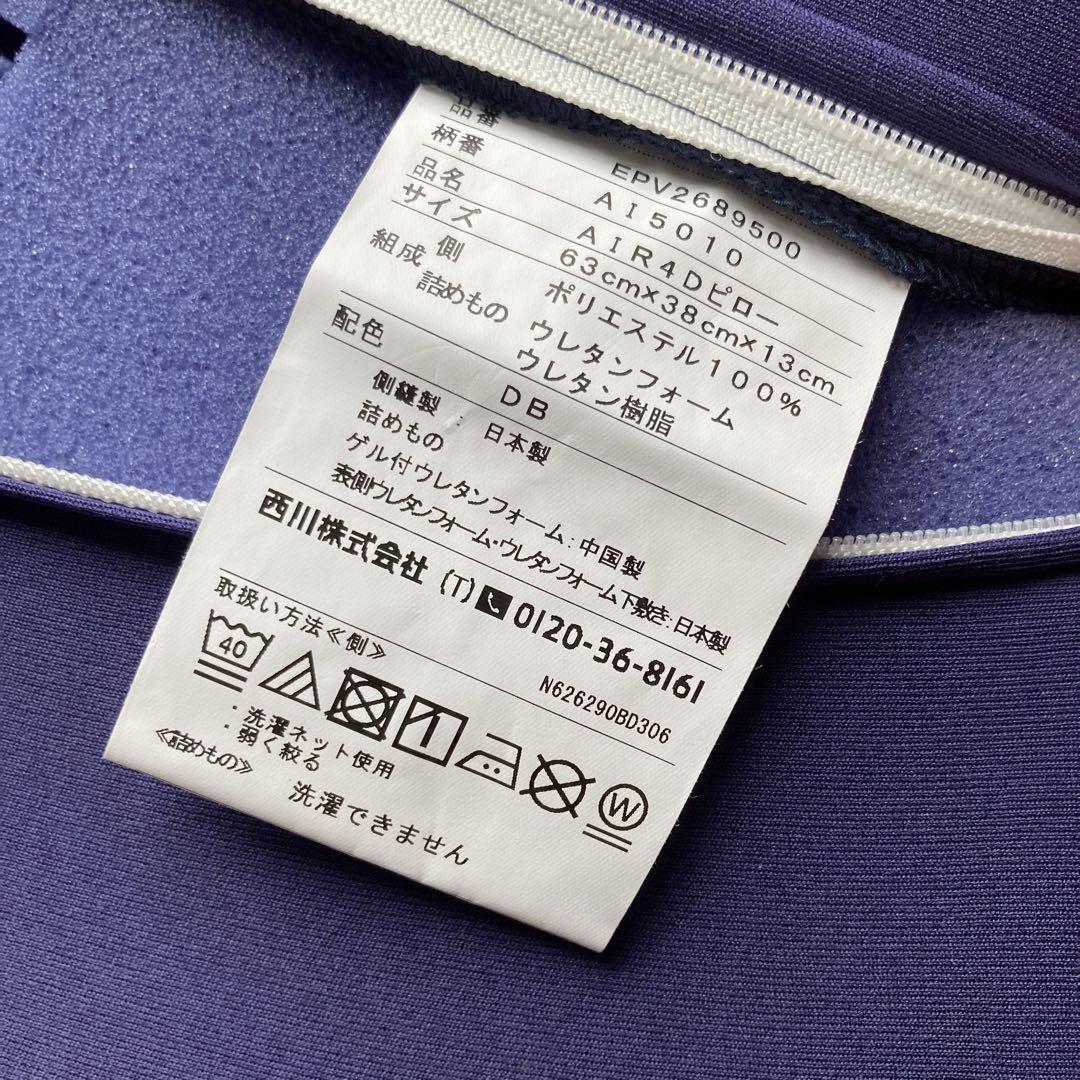 品番 EPV2689500
柄番 AI5010
品名 AIR4Dピロー
サイズ 63cm×38cm×13cm
組成 側 ポリエステル100%
詰めもの ウレタンフォーム
ウレタン樹脂
配色 DB
側縫製 日本製
詰めもの
ゲル付ウレタンフォーム:中国製
表側ウレタンフォーム・ウレタンフォーム下敷き:日本製
西川株式会社 (T) 0120-36-8161
N626290BD306
取扱い方法≪側≫
40
W
・洗濯ネット使用
・弱く絞る
≪詰めもの≫
洗濯できません